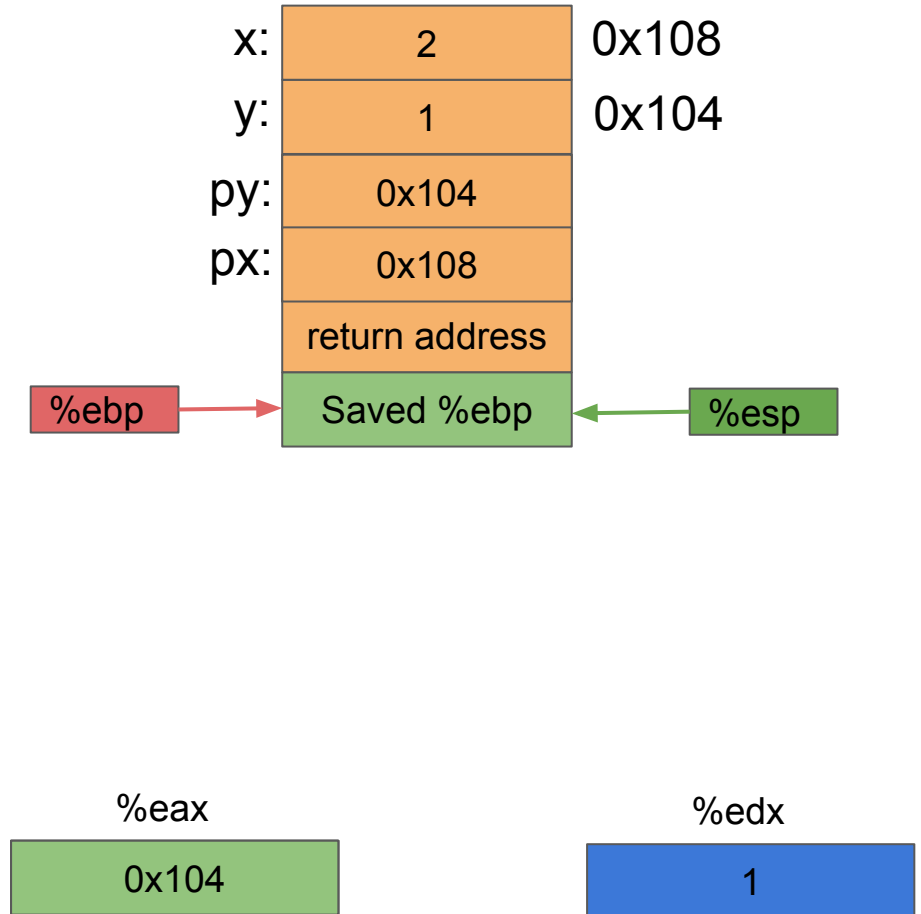 x: 2 0x108
y: 1 0x104
py: 0x104
px: 0x108
return address
%ebp Saved %ebp %esp
%eax %edx
0x104 1